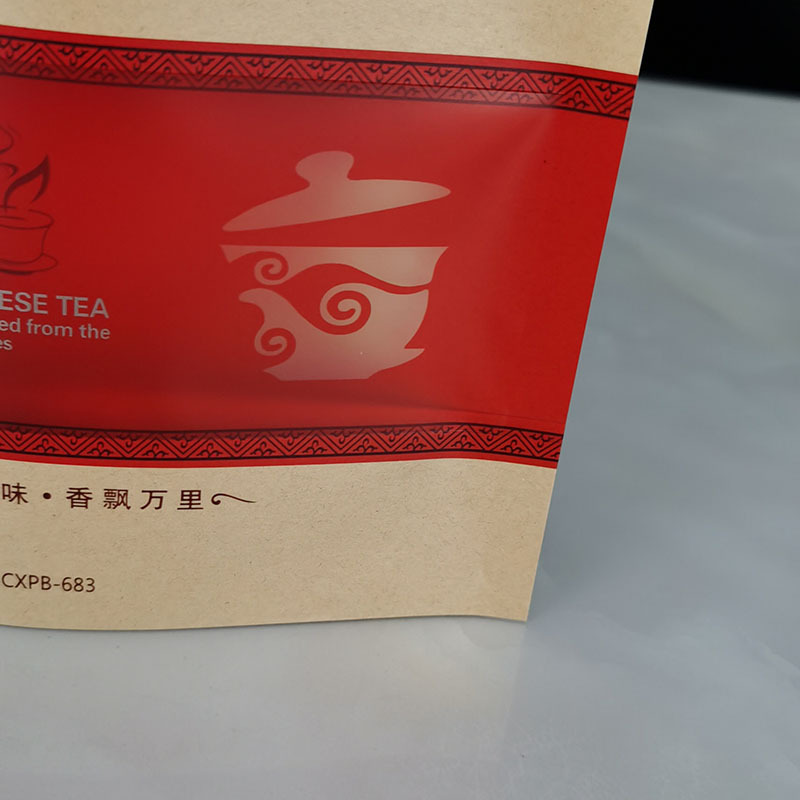 ESE TEA
ed from the
es
味·香飘万里
CXPB-683